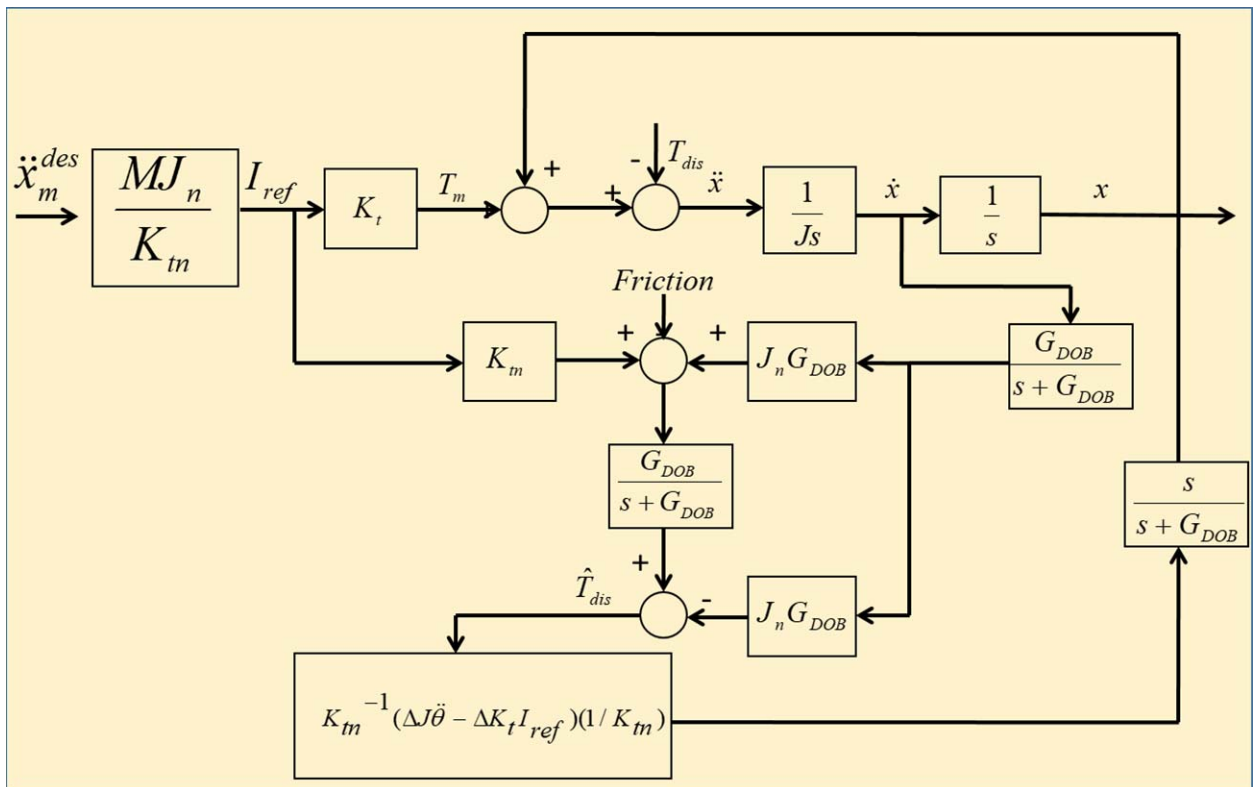 ẍ_m^des
MJ_n
K_tn
I_ref
K_t
T_m
+
+
-
T_dis
ẍ
1
Js
ẋ
1
s
x
Friction
K_tn
+
+
J_n G_DOB
G_DOB
s + G_DOB
G_DOB
s + G_DOB
s
s + G_DOB
T̂_dis
+
-
J_n G_DOB
K_tn^-1 (ΔJθ̈ − ΔK_t I_ref)(1/K_tn)